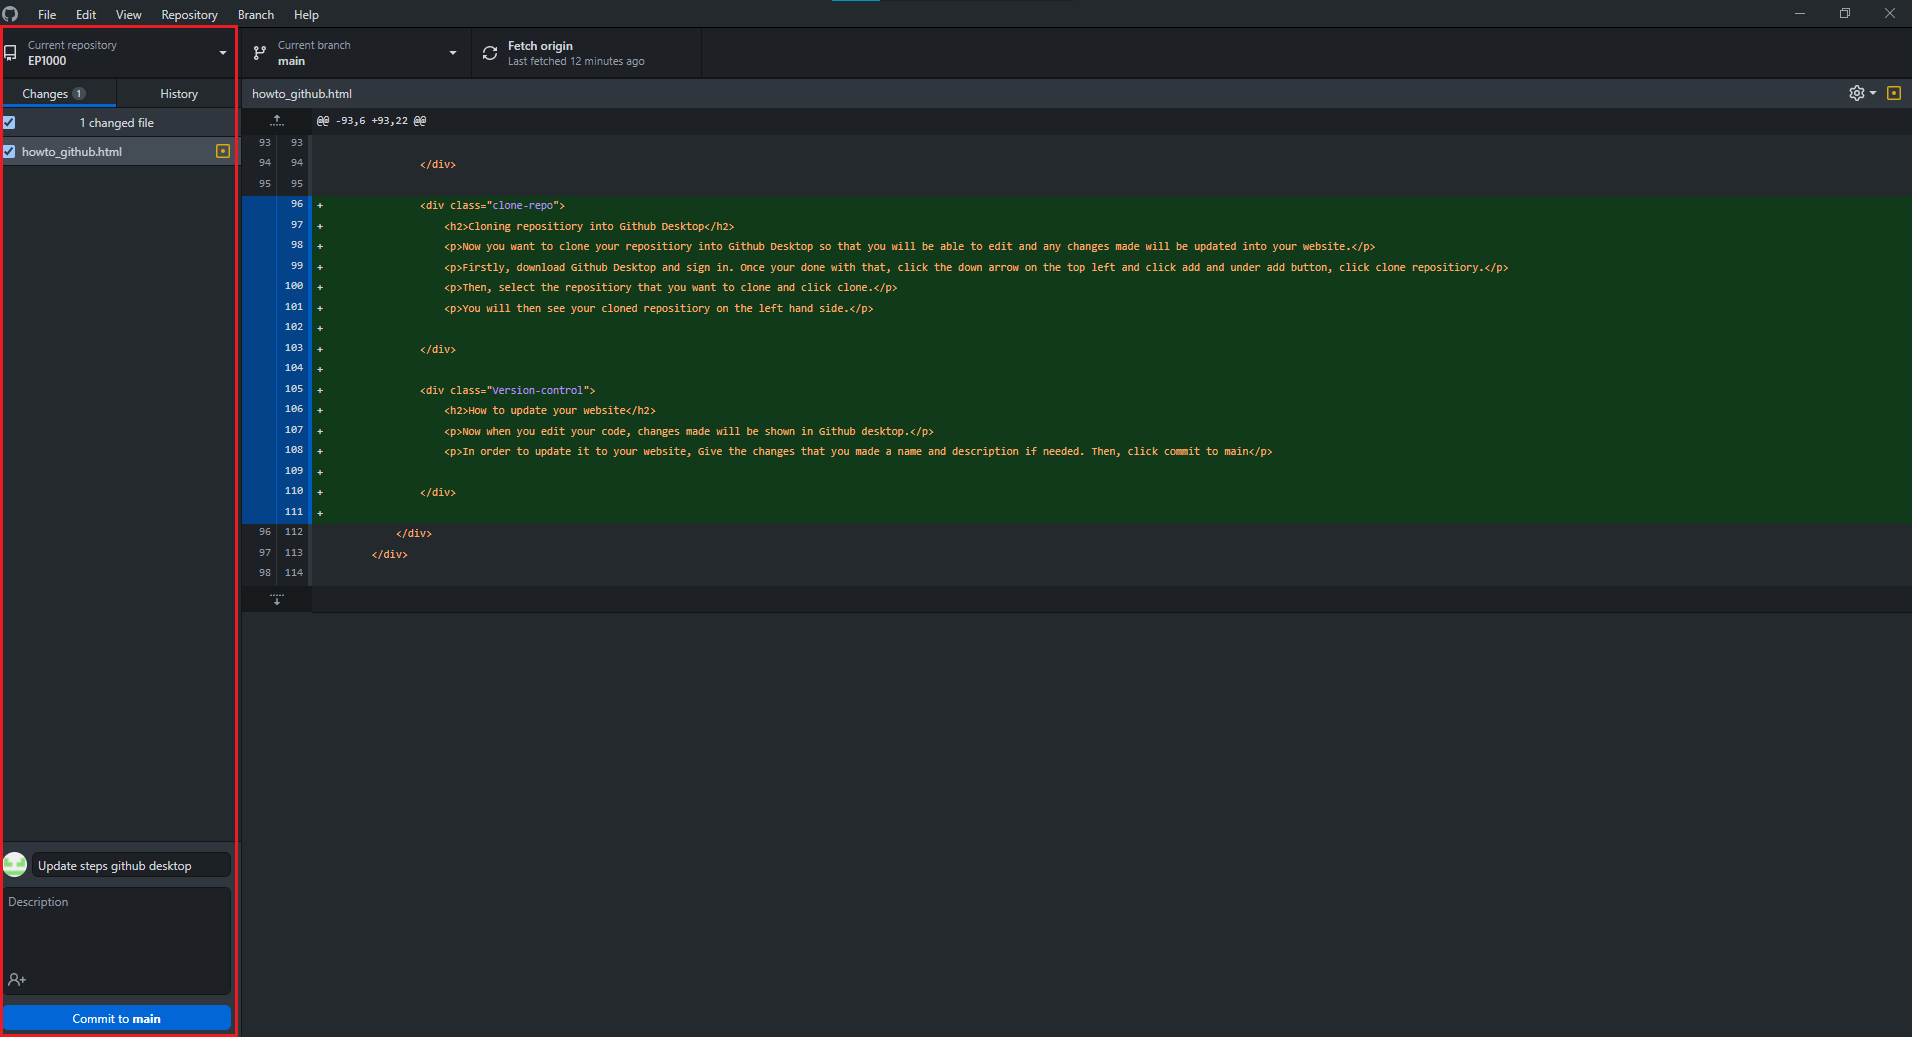 File Edit View Repository Branch Help
Current repository
EP1000
Current branch
main
Fetch origin
Last fetched 12 minutes ago
Changes 1 History
1 changed file
howto_github.html
howto_github.html
@@ -93,6 +93,22 @@
93 93
94 94 </div>
95 95
96 + <div class="clone-repo">
97 + <h2>Cloning repositiory into Github Desktop</h2>
98 + <p>Now you want to clone your repositiory into Github Desktop so that you will be able to edit and any changes made will be updated into your website.</p>
99 + <p>Firstly, download Github Desktop and sign in. Once your done with that, click the down arrow on the top left and click add and under add button, click clone repositiory.</p>
100 + <p>Then, select the repositiory that you want to clone and click clone.</p>
101 + <p>You will then see your cloned repositiory on the left hand side.</p>
102 +
103 + </div>
104 +
105 + <div class="Version-control">
106 + <h2>How to update your website</h2>
107 + <p>Now when you edit your code, changes made will be shown in Github desktop.</p>
108 + <p>In order to update it to your website, Give the changes that you made a name and description if needed. Then, click commit to main</p>
109 +
110 + </div>
111 +
96 112 </div>
97 113 </div>
98 114
Update steps github desktop
Description
Commit to main